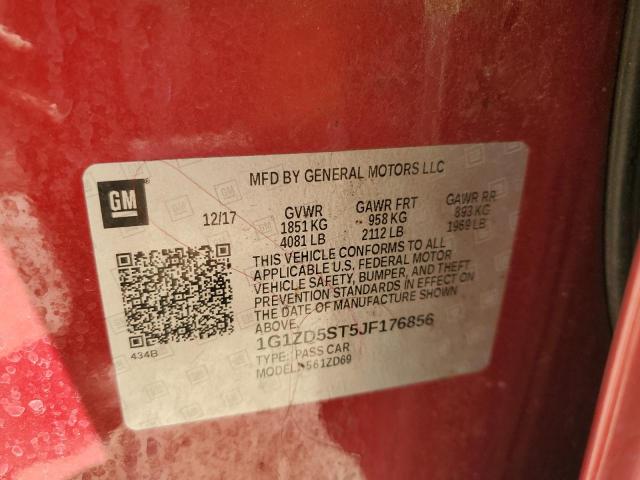 MFD BY GENERAL MOTORS LLC
GM
12/17 GVWR GAWR FRT GAWR RR
1851 KG 958 KG 893 KG
4081 LB 2112 LB 1969 LB
THIS VEHICLE CONFORMS TO ALL
APPLICABLE U.S. FEDERAL MOTOR
VEHICLE SAFETY, BUMPER, AND THEFT
PREVENTION STANDARDS IN EFFECT ON
THE DATE OF MANUFACTURE SHOWN
ABOVE.
434B
1G1ZD5ST5JF176856
TYPE: PASS CAR
MODEL: 561ZD69